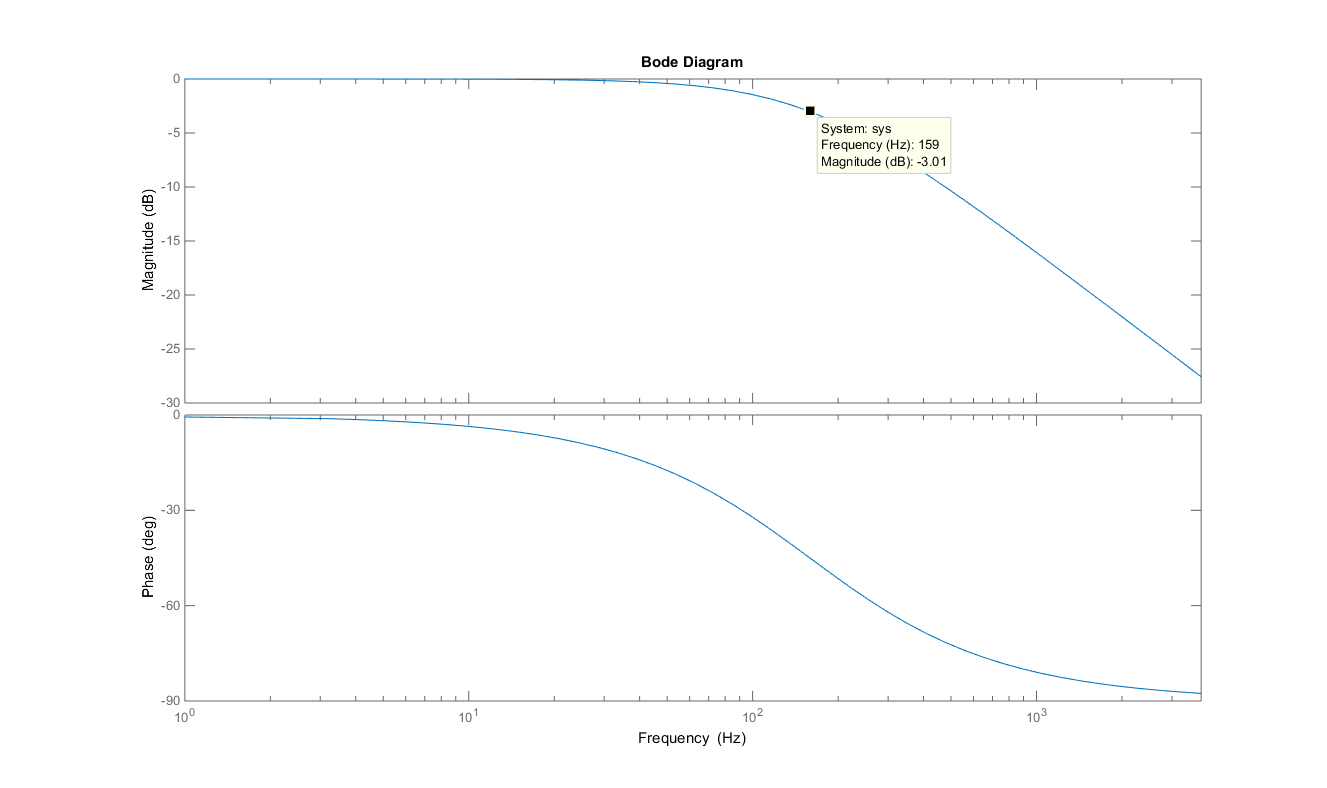 Bode Diagram
0
-5
-10
-15
-20
-25
-30
Magnitude (dB)
System: sys
Frequency (Hz): 159
Magnitude (dB): -3.01
0
-30
-60
-90
Phase (deg)
10^0
10^1
10^2
10^3
Frequency (Hz)